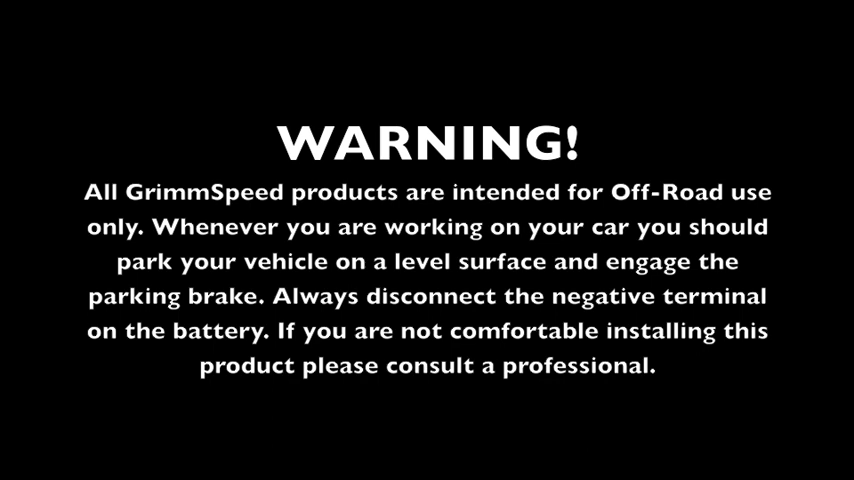 WARNING!
All GrimmSpeed products are intended for Off-Road use
only. Whenever you are working on your car you should
park your vehicle on a level surface and engage the
parking brake. Always disconnect the negative terminal
on the battery. If you are not comfortable installing this
product please consult a professional.